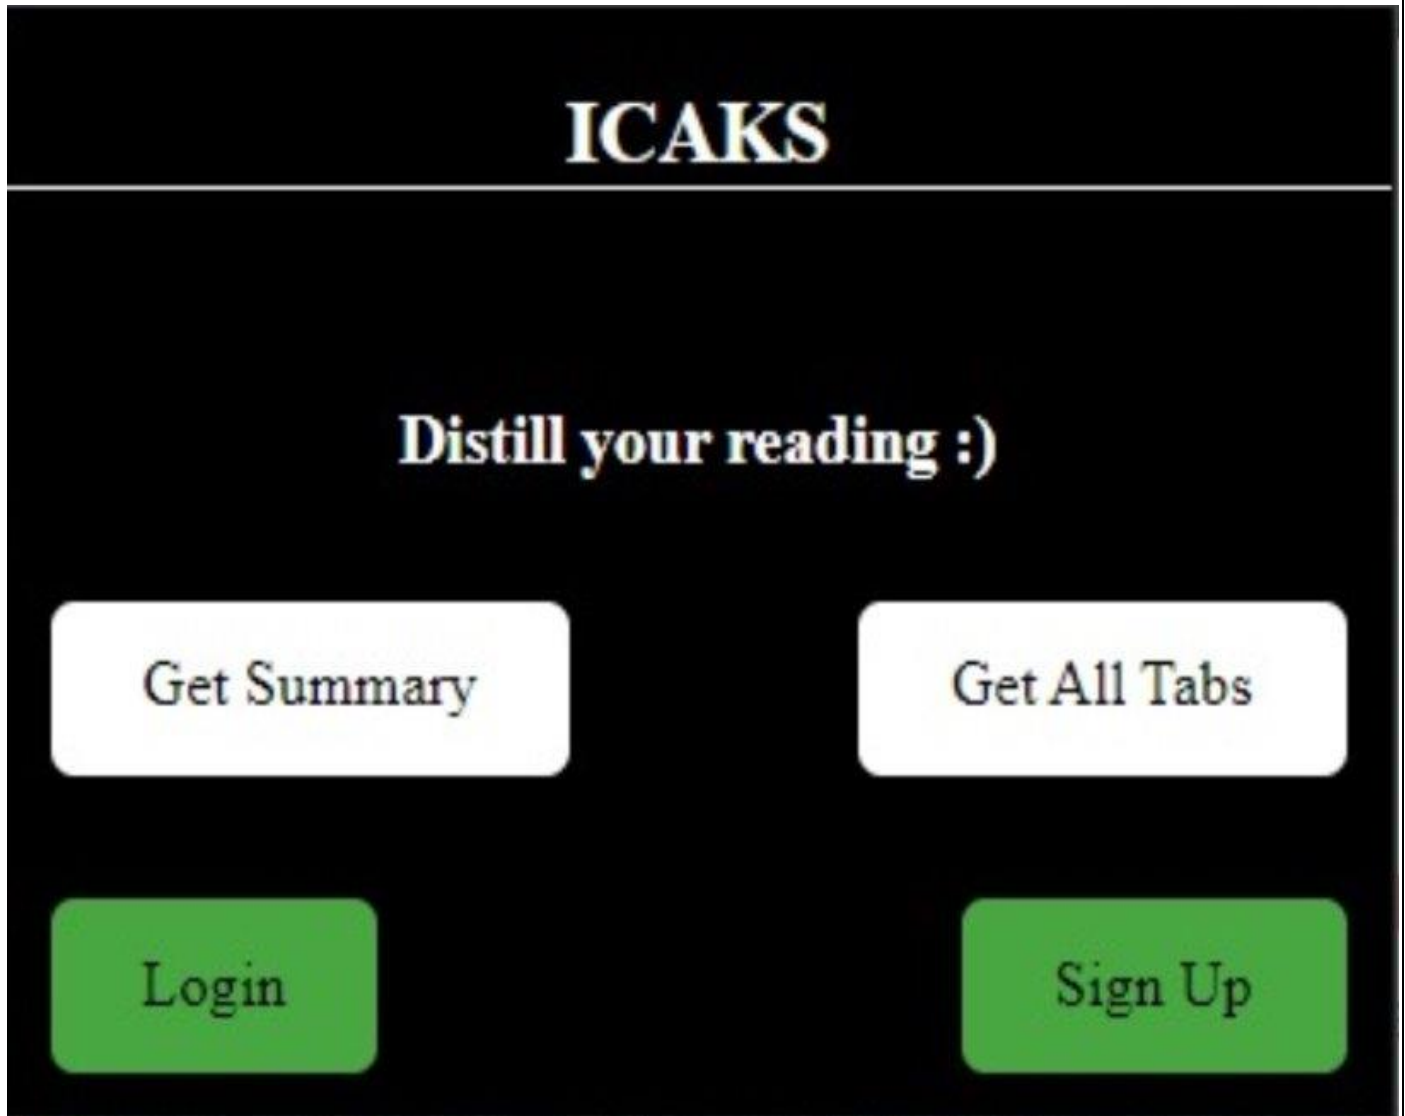 ICAKS
Distill your reading :)
Get Summary
Get All Tabs
Login
Sign Up